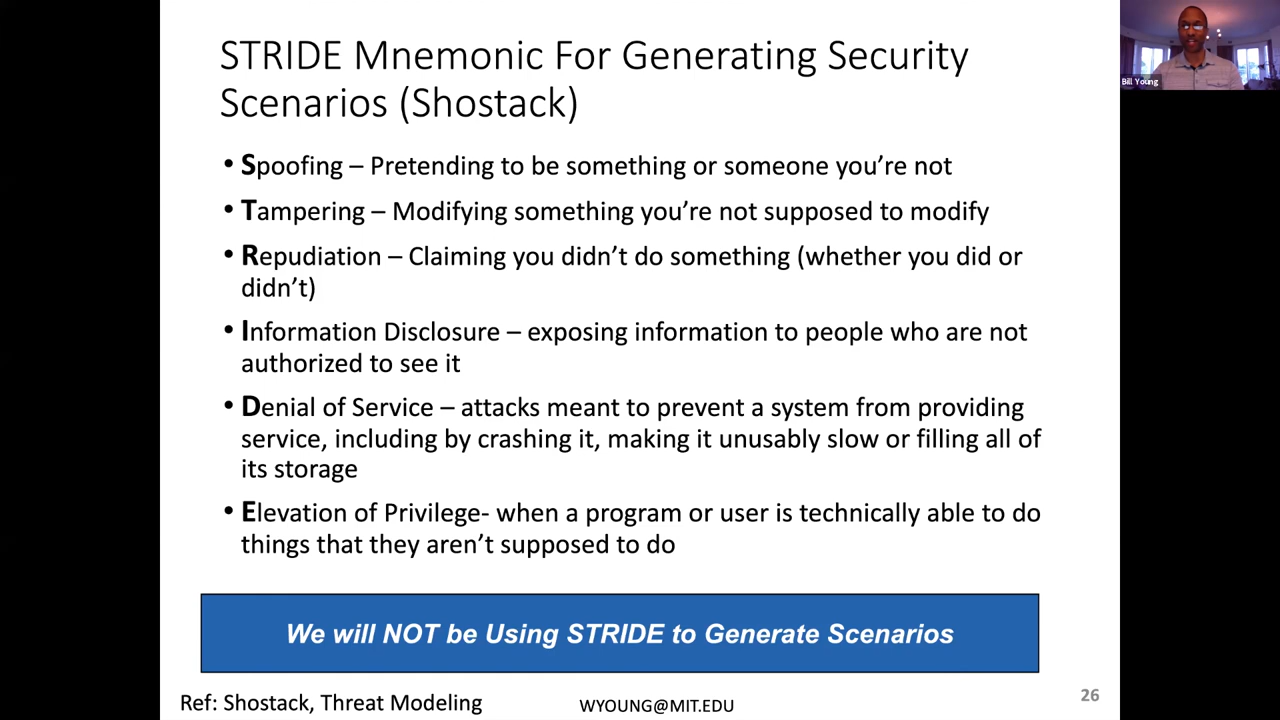 STRIDE Mnemonic For Generating Security
Scenarios (Shostack)
Bill Young
• Spoofing – Pretending to be something or someone you're not
• Tampering – Modifying something you're not supposed to modify
• Repudiation – Claiming you didn't do something (whether you did or
didn't)
• Information Disclosure – exposing information to people who are not
authorized to see it
• Denial of Service – attacks meant to prevent a system from providing
service, including by crashing it, making it unusably slow or filling all of
its storage
• Elevation of Privilege- when a program or user is technically able to do
things that they aren't supposed to do
We will NOT be Using STRIDE to Generate Scenarios
Ref: Shostack, Threat Modeling
WYOUNG@MIT.EDU
26